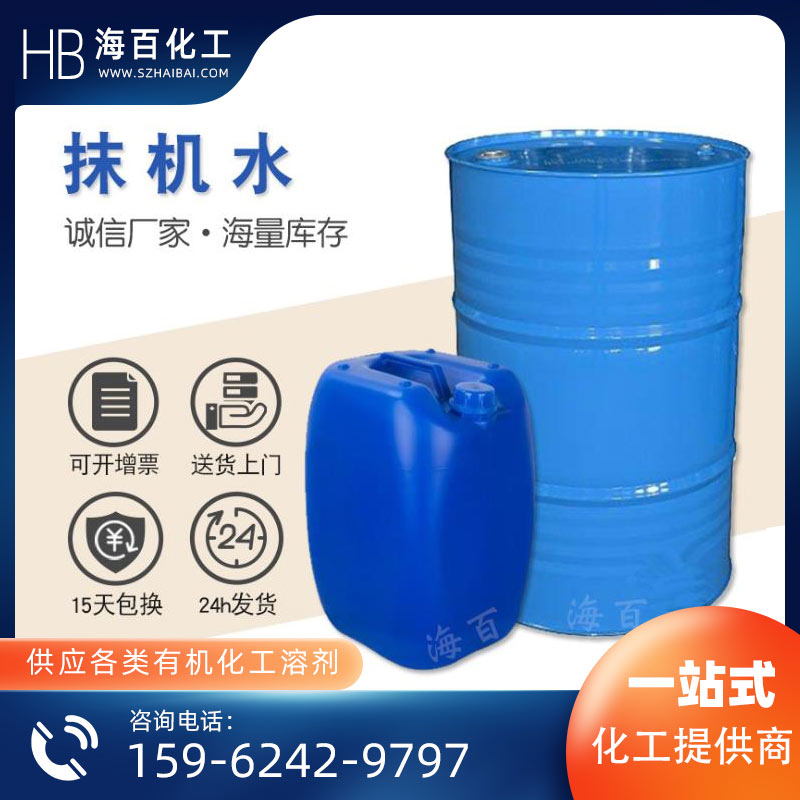 HB 海百化工
WWW.SZHAIBAI.COM
抹机水
诚信厂家·海量库存
可开增票
送货上门
¥
24
15天包换
24h发货
海百
海百
供应各类有机化工溶剂
咨询电话：
159-6242-9797
一站式
化工提供商